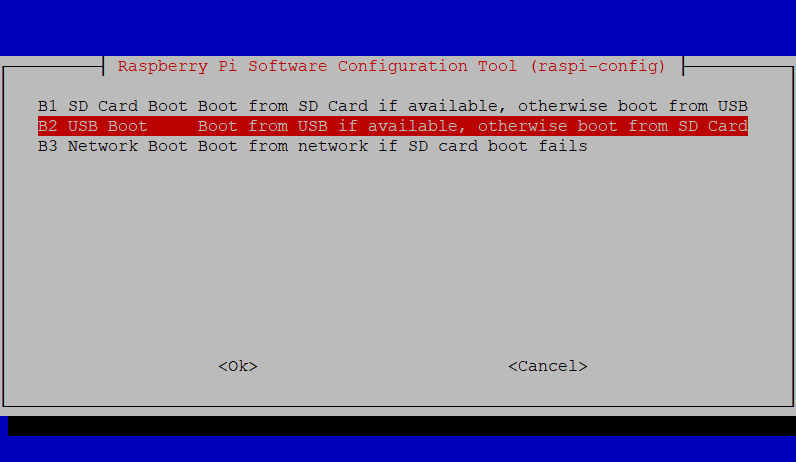 Raspberry Pi Software Configuration Tool (raspi-config)
B1 SD Card Boot Boot from SD Card if available, otherwise boot from USB
B2 USB Boot     Boot from USB if available, otherwise boot from SD Card
B3 Network Boot Boot from network if SD card boot fails
<Ok> <Cancel>